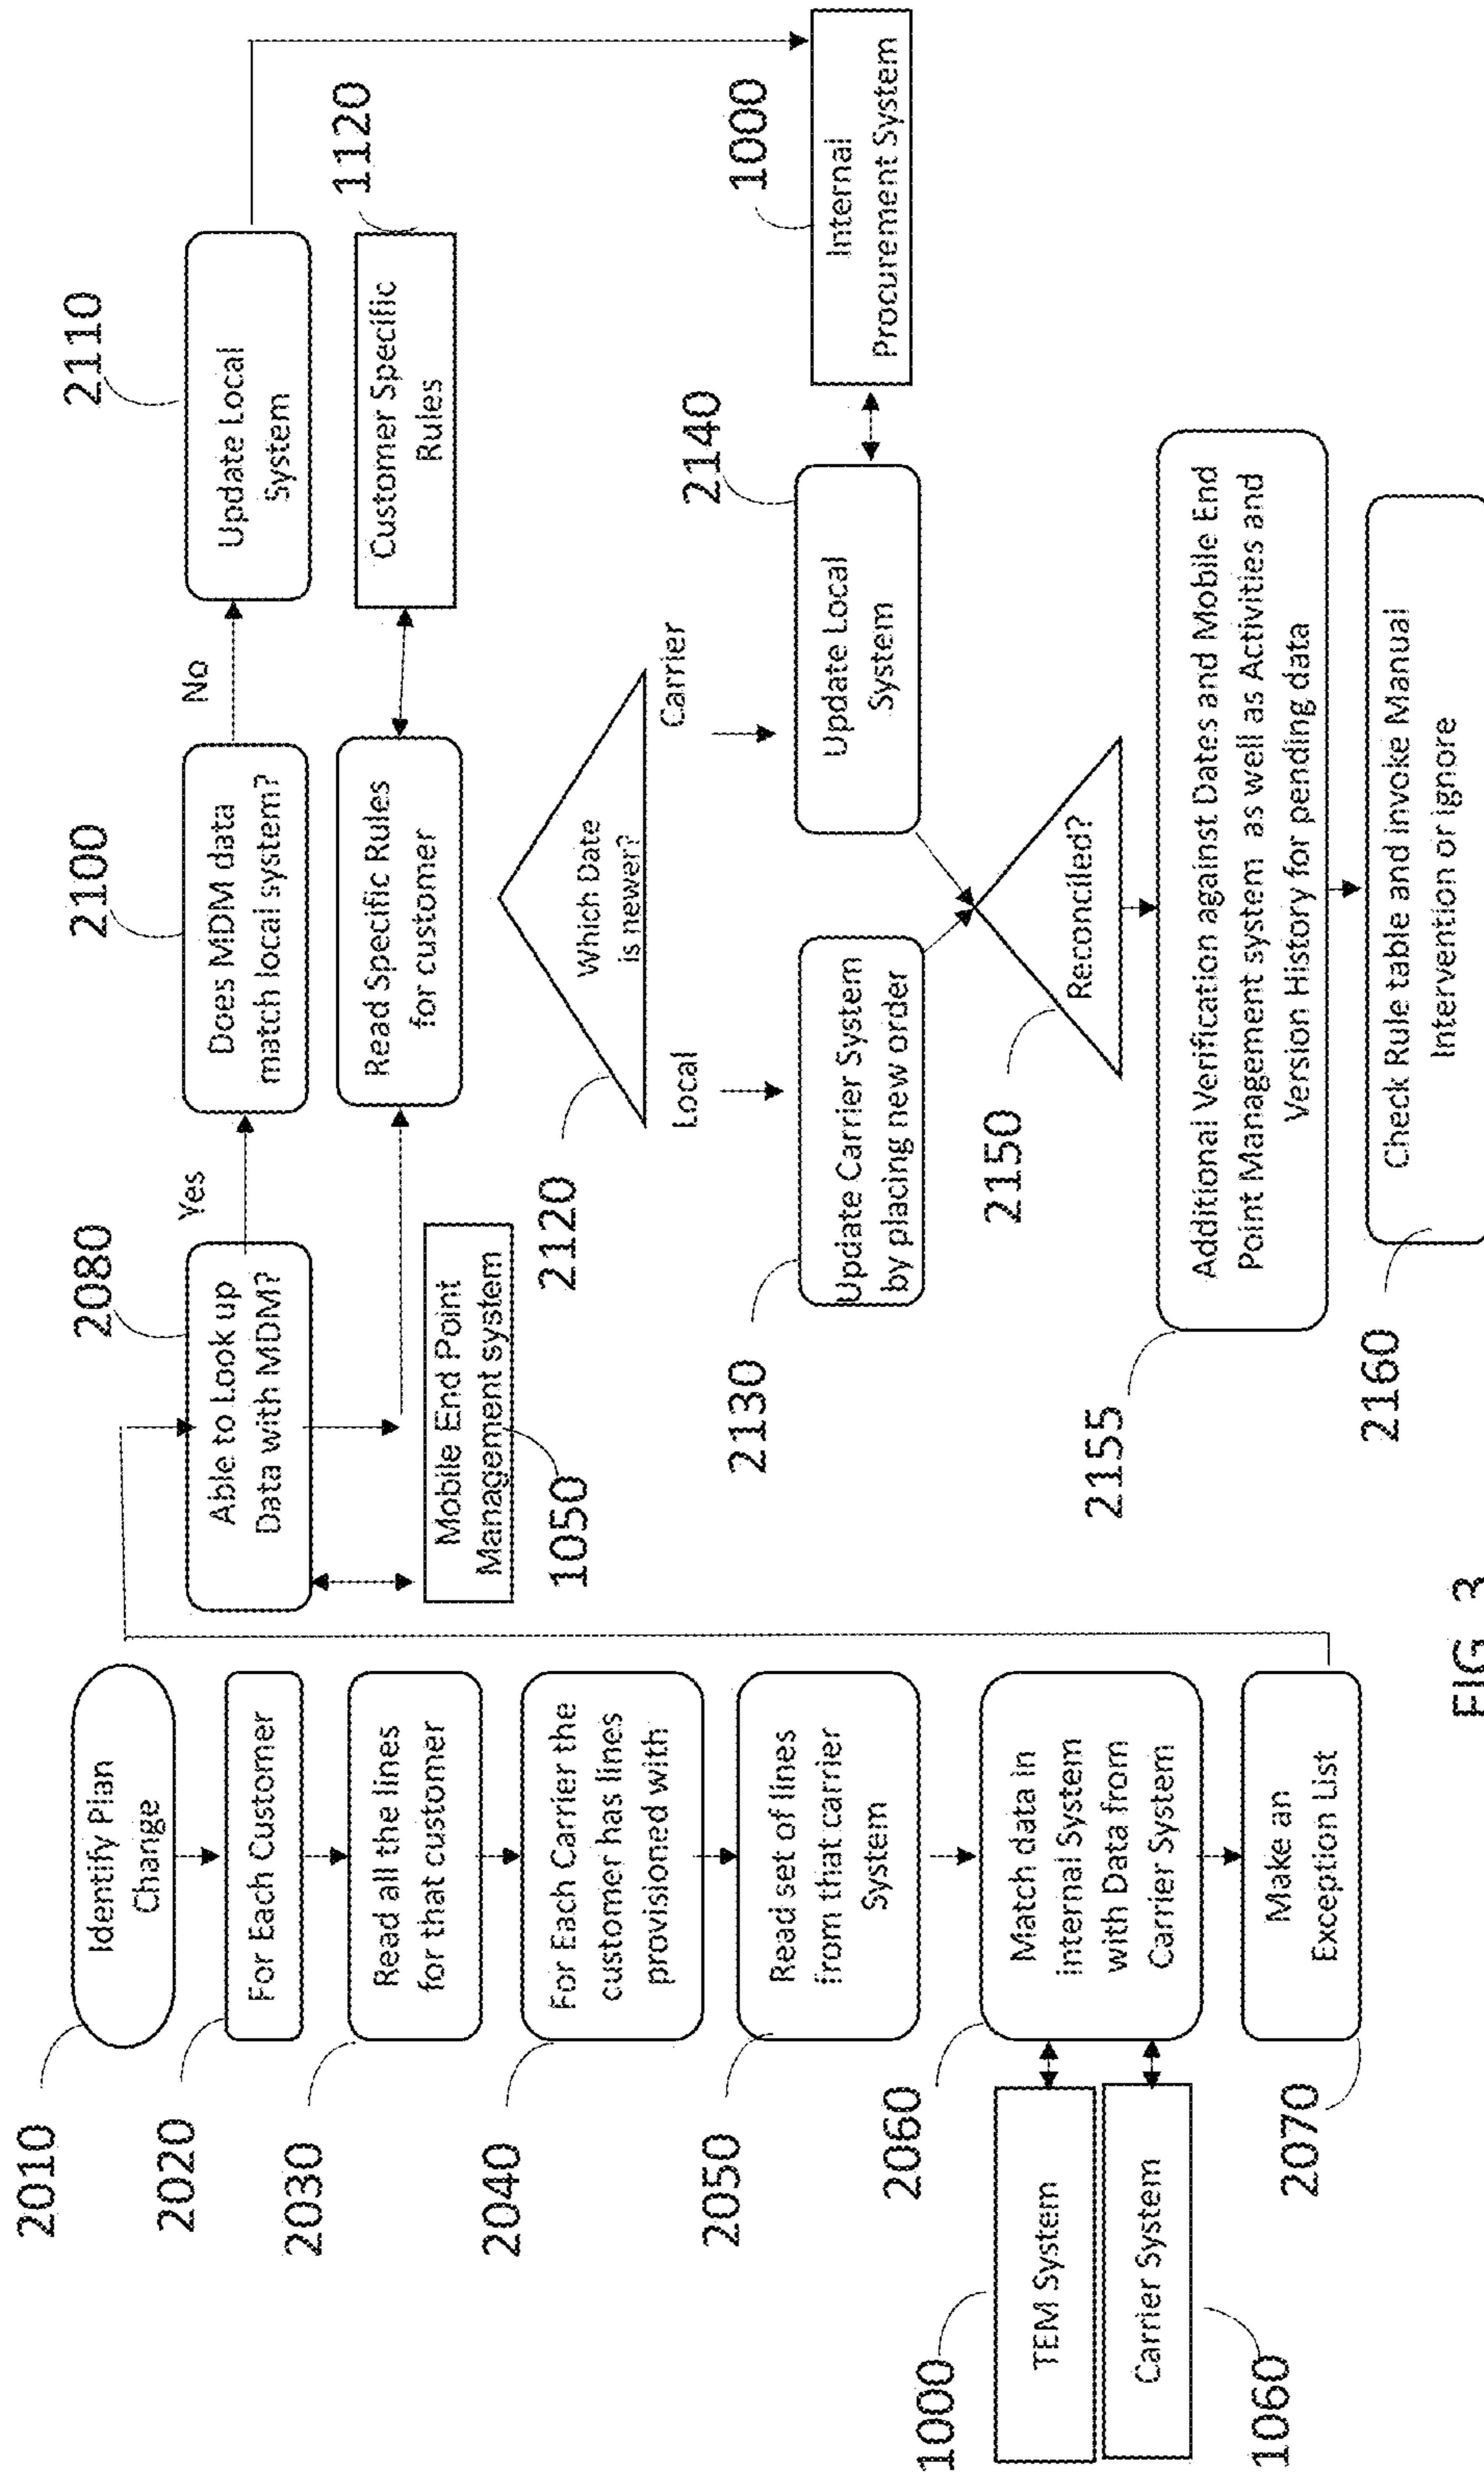 2010
Identify Plan
Change
2020
For Each Customer
2030
Read all the lines
for that customer
2040
For Each Carrier the
customer has lines
provisioned with
2050
Read set of lines
from that carrier
System
2060
Match data in
internal System
with Data from
Carrier System
1000
TEM System
Carrier System
1060
2070
Make an
Exception List
2080
Able to Look up
Data with MDM?
Yes
Mobile End Point
Management system
1050
2100
Does MDM data
match local system?
No
2110
Update Local
System
Read Specific Rules
for customer
Customer Specific
Rules
1120
2120
Which Date
is newer?
Local
Carrier
2130
Update Carrier System
by placing new order
2140
Update Local
System
1000
Internal
Procurement System
2150
Reconciled?
2155
Additional Verification against Dates and Mobile End
Point Management system as well as Activities and
Version History for pending data
2160
Check Rule table and invoke Manual
Intervention or ignore
FIG. 3